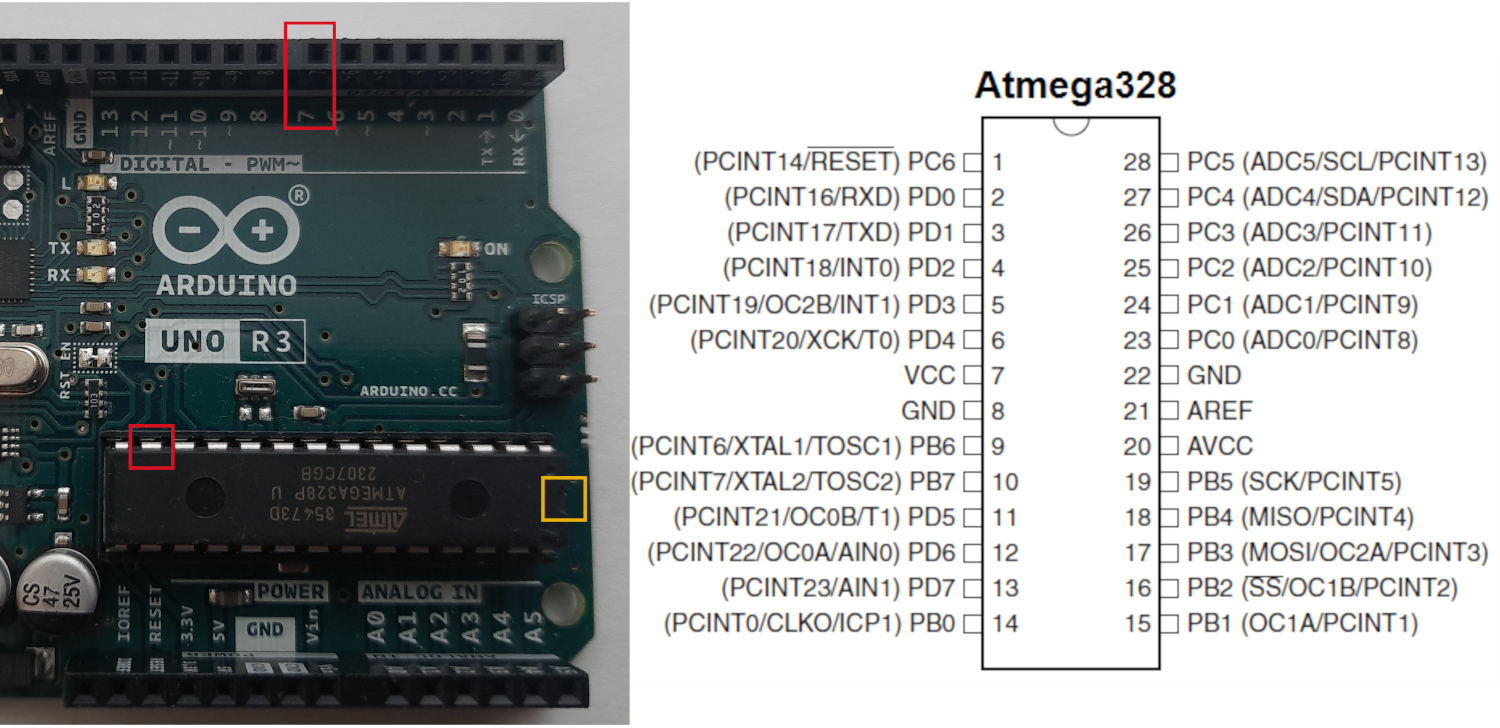 SDA
AREF
GND
13
12
~11
~10
~9
8
7
~6
~5
4
~3
2
TX→1
RX←0
DIGITAL - PWM~
L
TX
RX
ON
ICSP
ARDUINO
UNO R3
RST EN
103
ARDUINO.CC
2307CGB
ATMEGA328P U
35473D
ATMEL
CS
47
25V
IOREF
RESET
3.3V
5V
GND
Vin
POWER
ANALOG IN
A0
A1
A2
A3
A4
A5
Atmega328
(PCINT14/RESET) PC6 1
(PCINT16/RXD) PD0 2
(PCINT17/TXD) PD1 3
(PCINT18/INT0) PD2 4
(PCINT19/OC2B/INT1) PD3 5
(PCINT20/XCK/T0) PD4 6
VCC 7
GND 8
(PCINT6/XTAL1/TOSC1) PB6 9
(PCINT7/XTAL2/TOSC2) PB7 10
(PCINT21/OC0B/T1) PD5 11
(PCINT22/OC0A/AIN0) PD6 12
(PCINT23/AIN1) PD7 13
(PCINT0/CLKO/ICP1) PB0 14
28 PC5 (ADC5/SCL/PCINT13)
27 PC4 (ADC4/SDA/PCINT12)
26 PC3 (ADC3/PCINT11)
25 PC2 (ADC2/PCINT10)
24 PC1 (ADC1/PCINT9)
23 PC0 (ADC0/PCINT8)
22 GND
21 AREF
20 AVCC
19 PB5 (SCK/PCINT5)
18 PB4 (MISO/PCINT4)
17 PB3 (MOSI/OC2A/PCINT3)
16 PB2 (SS/OC1B/PCINT2)
15 PB1 (OC1A/PCINT1)